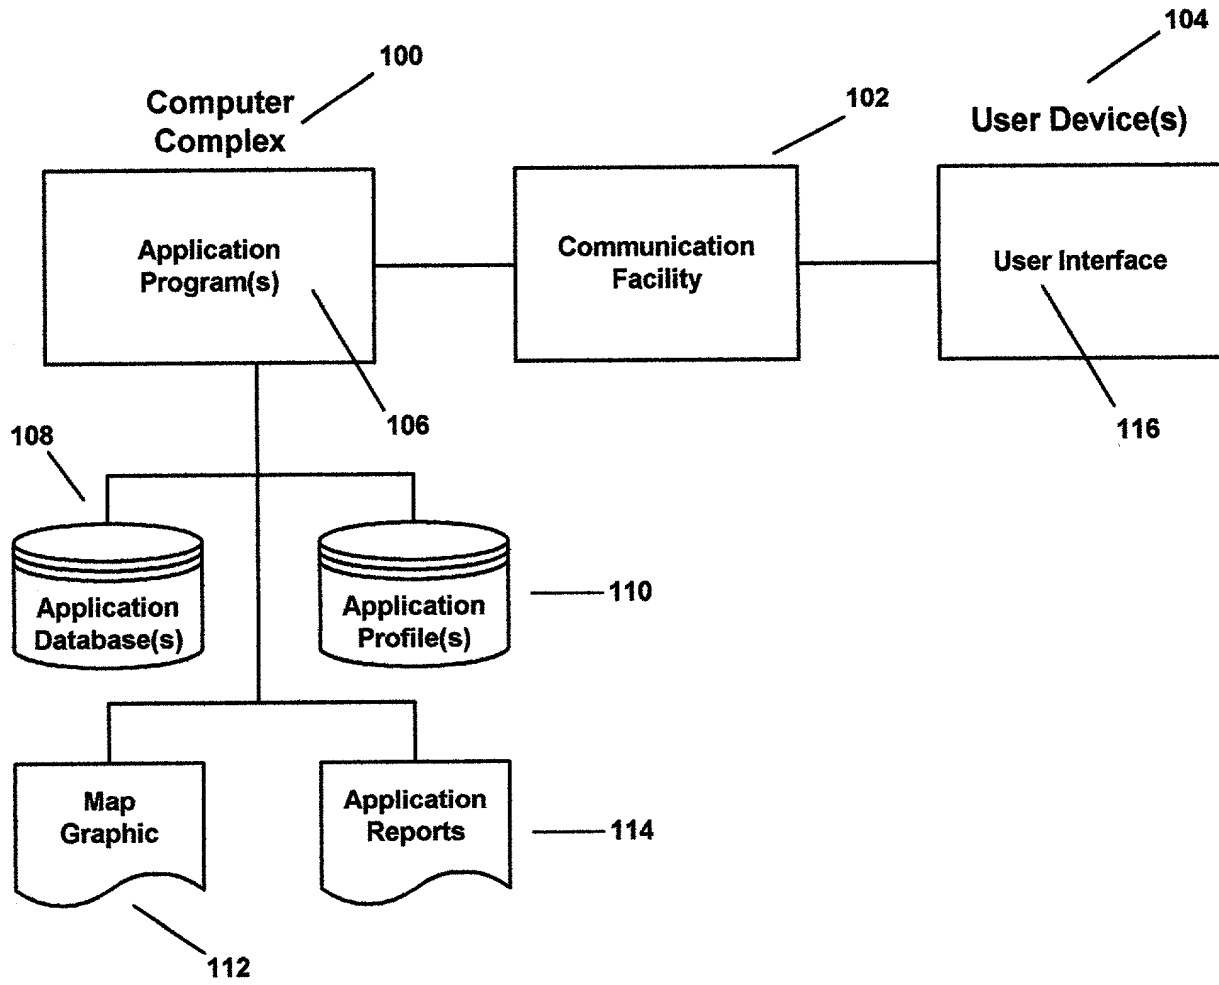 100
104
Computer
Complex
102
User Device(s)
Application
Program(s)
Communication
Facility
User Interface
106
116
108
Application
Database(s)
Application
Profile(s)
110
Map
Graphic
Application
Reports
114
112